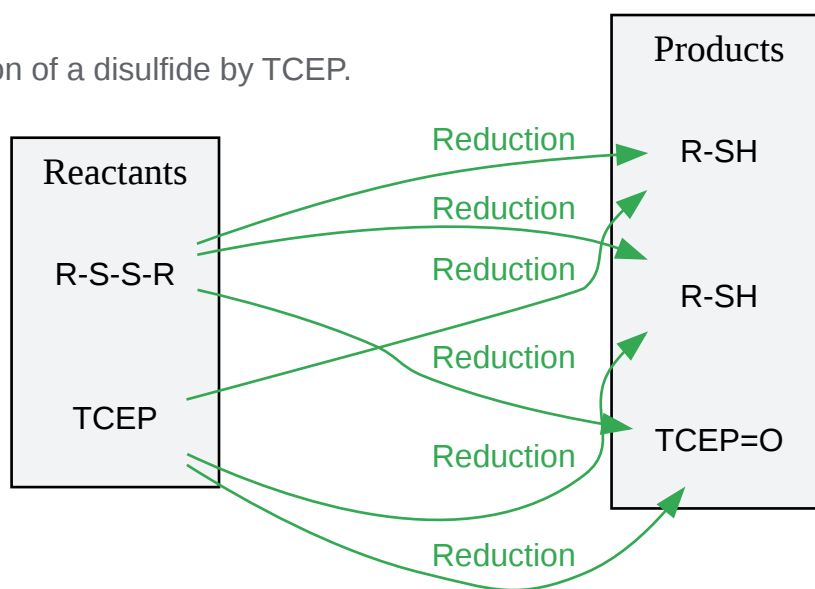 on of a disulfide by TCEP.
Products
Reduction
R-SH
Reactants
Reduction
R-S-S-R
Reduction
R-SH
Reduction
TCEP
TCEP=O
Reduction
Reduction